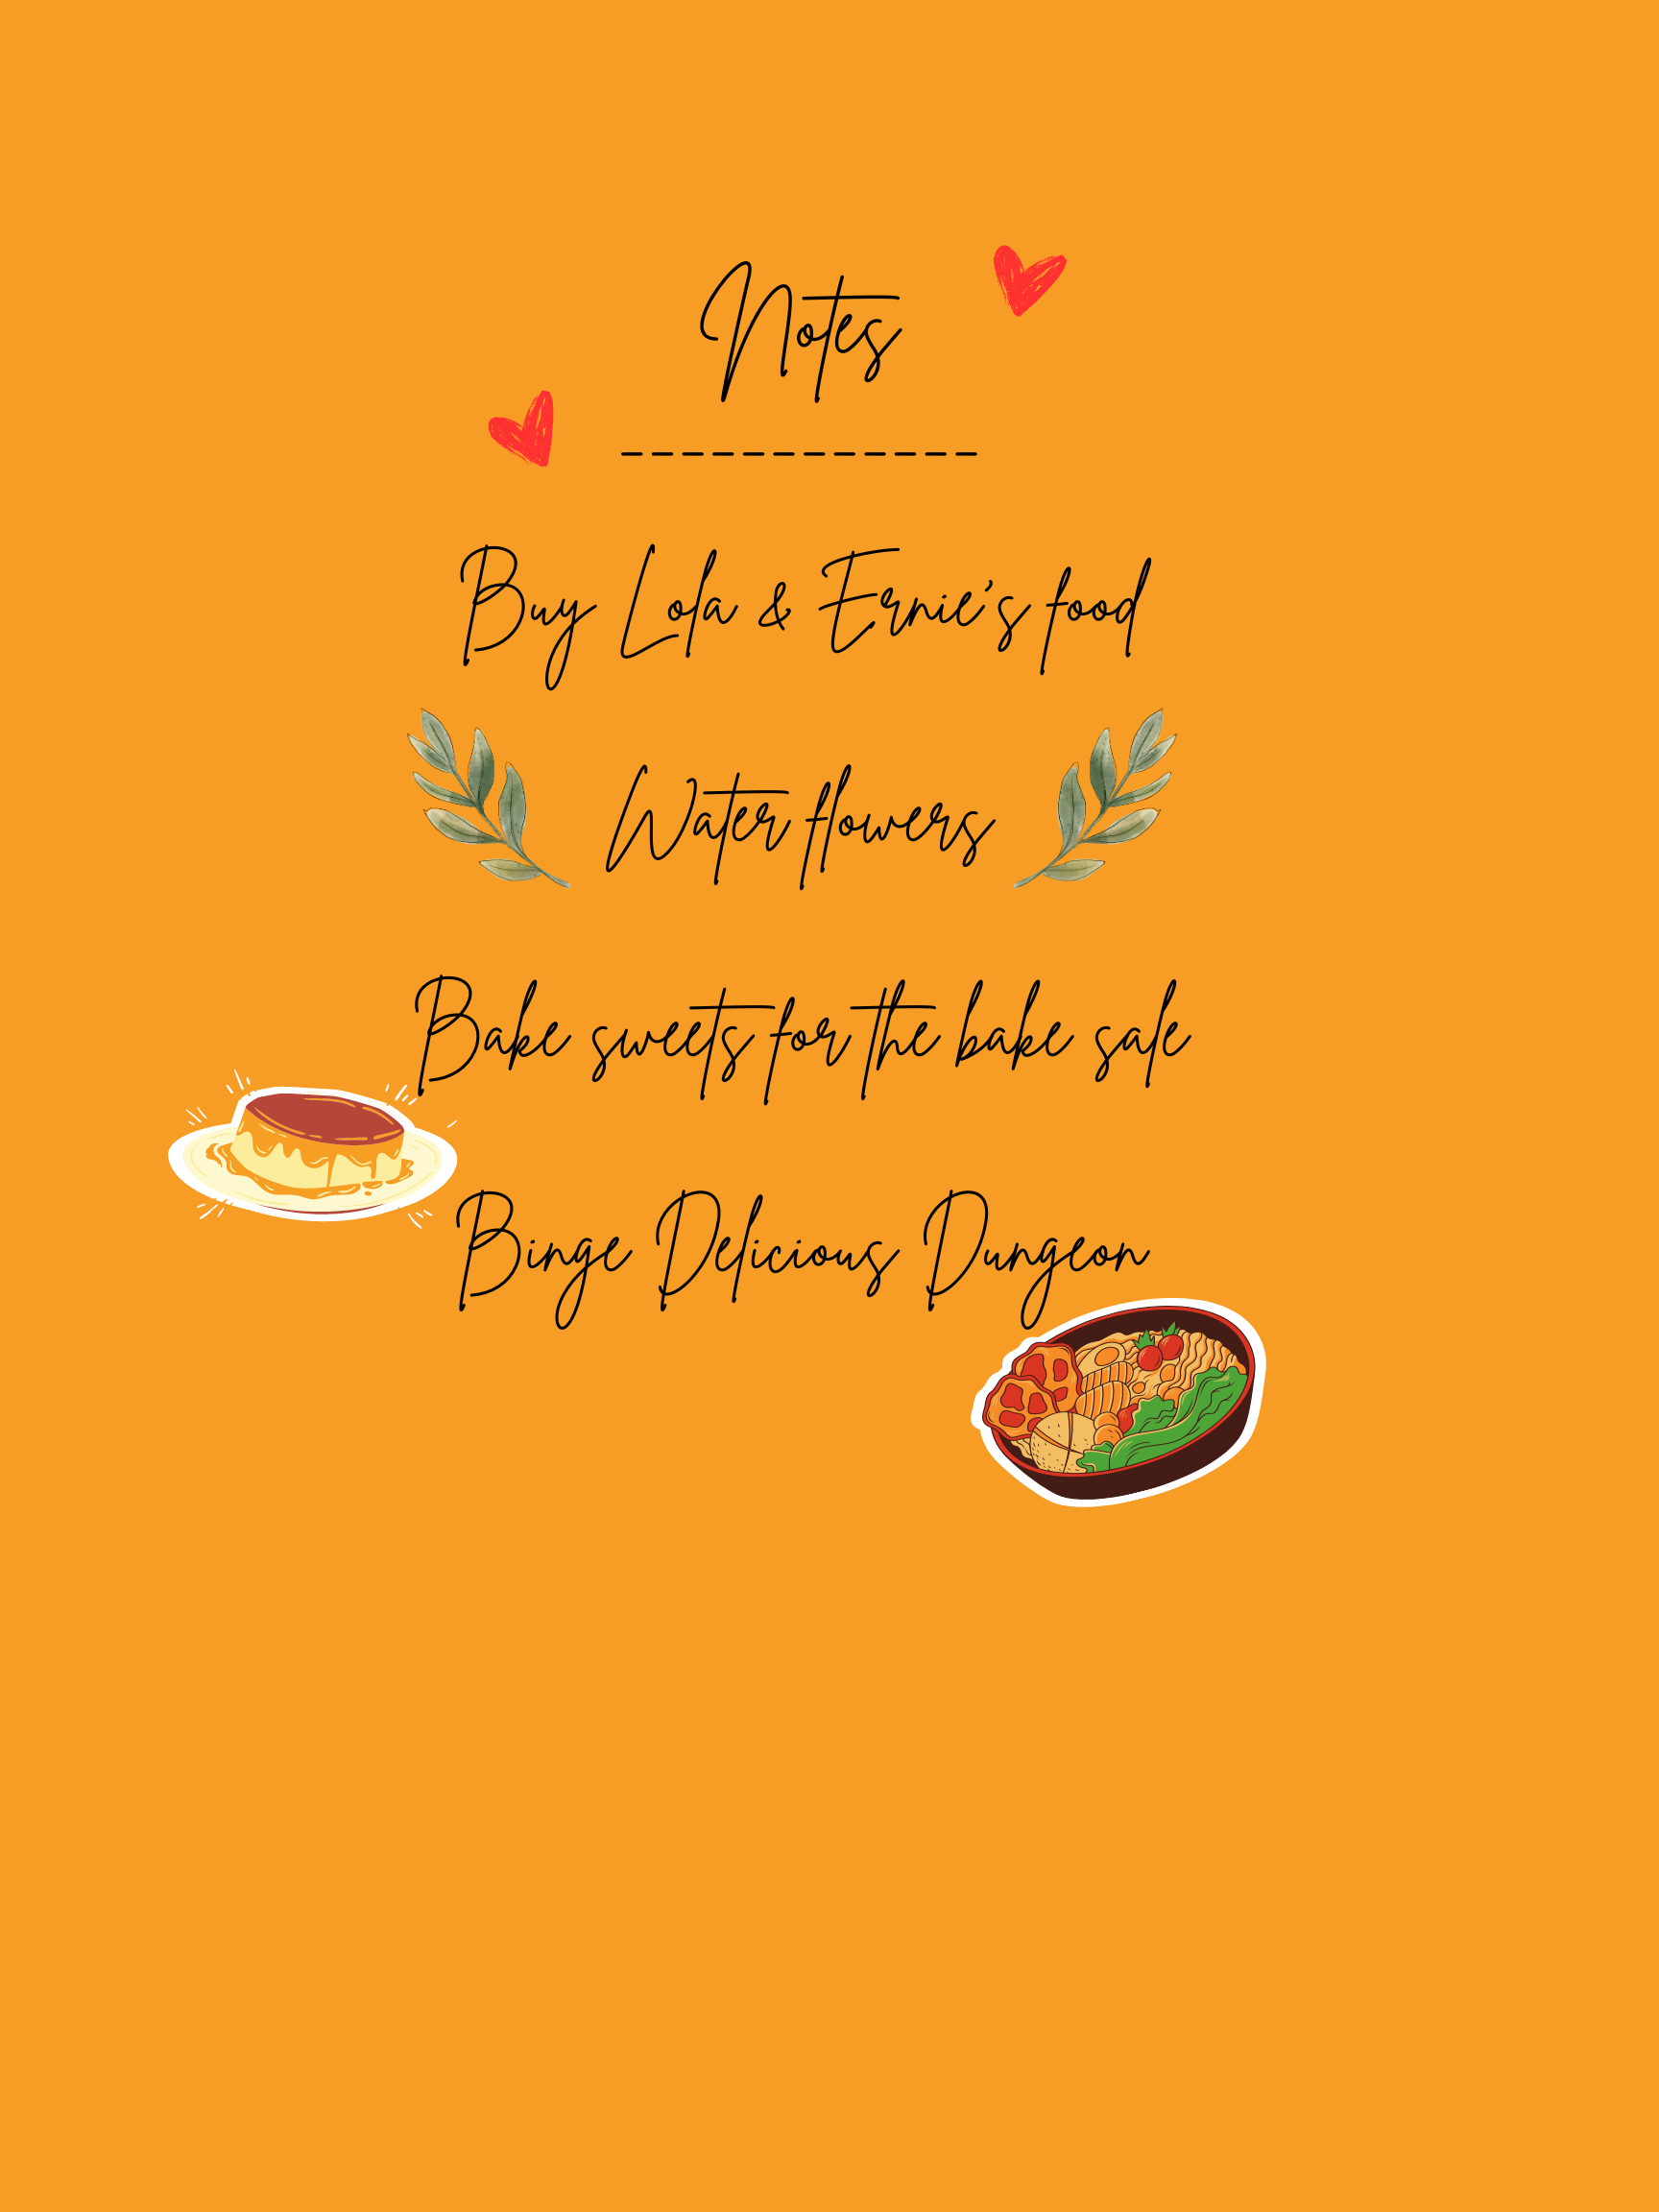 Notes
Buy Lola & Ernie's food
Water flowers
Bake sweets for the bake sale
Binge Delicious Dungeon